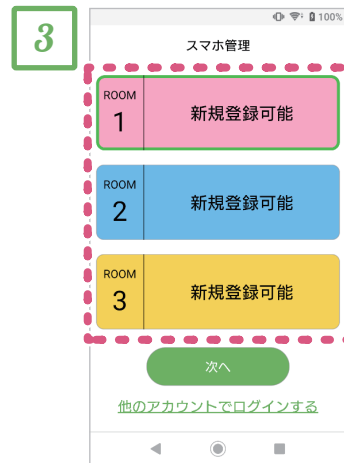 3
100%
スマホ管理
ROOM
1
新規登録可能
ROOM
2
新規登録可能
ROOM
3
新規登録可能
次へ
他のアカウントでログインする